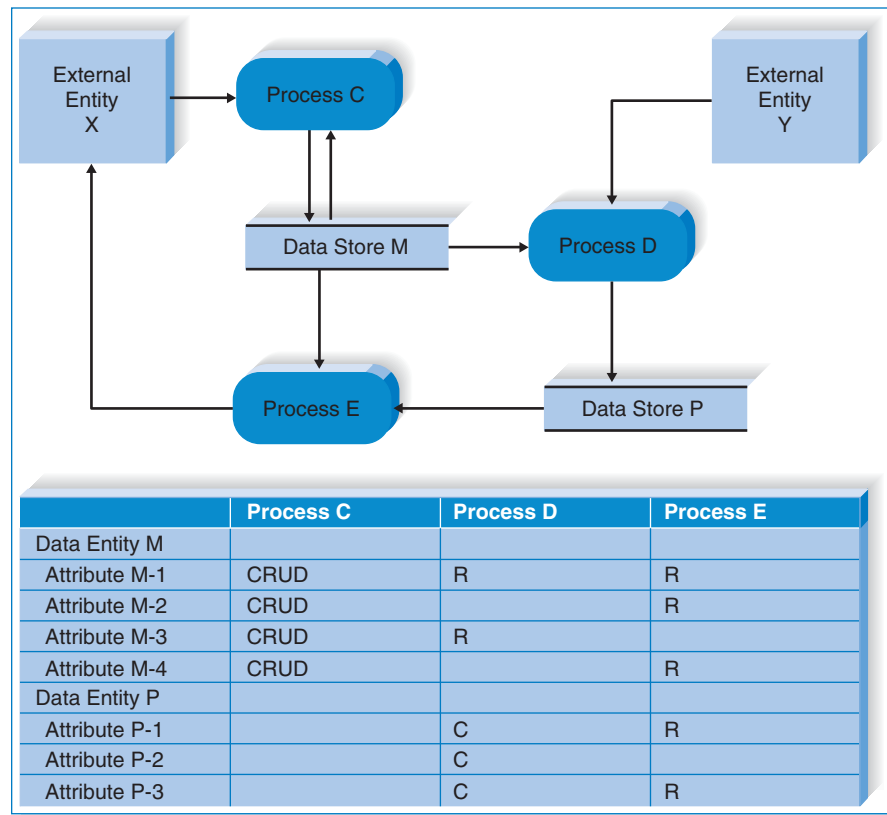 External
Entity
X
Process C
External
Entity
Y
Data Store M
Process D
Process E
Data Store P
Process C Process D Process E
Data Entity M
Attribute M-1 CRUD R R
Attribute M-2 CRUD R
Attribute M-3 CRUD R
Attribute M-4 CRUD R
Data Entity P
Attribute P-1 C R
Attribute P-2 C
Attribute P-3 C R